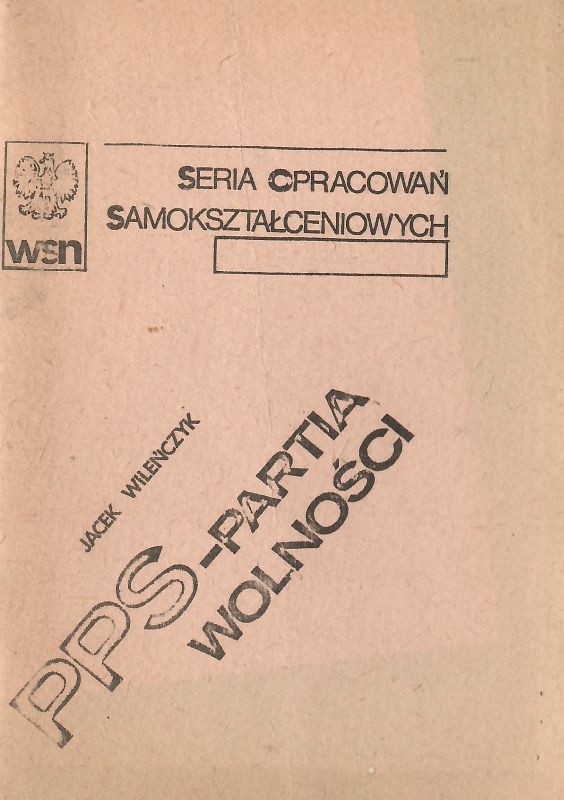 SERIA OPRACOWAŃ
SAMOKSZTAŁCENIOWYCH
wsn
JACEK WILEŃCZYK
PPS-PARTIA
WOLNOŚCI